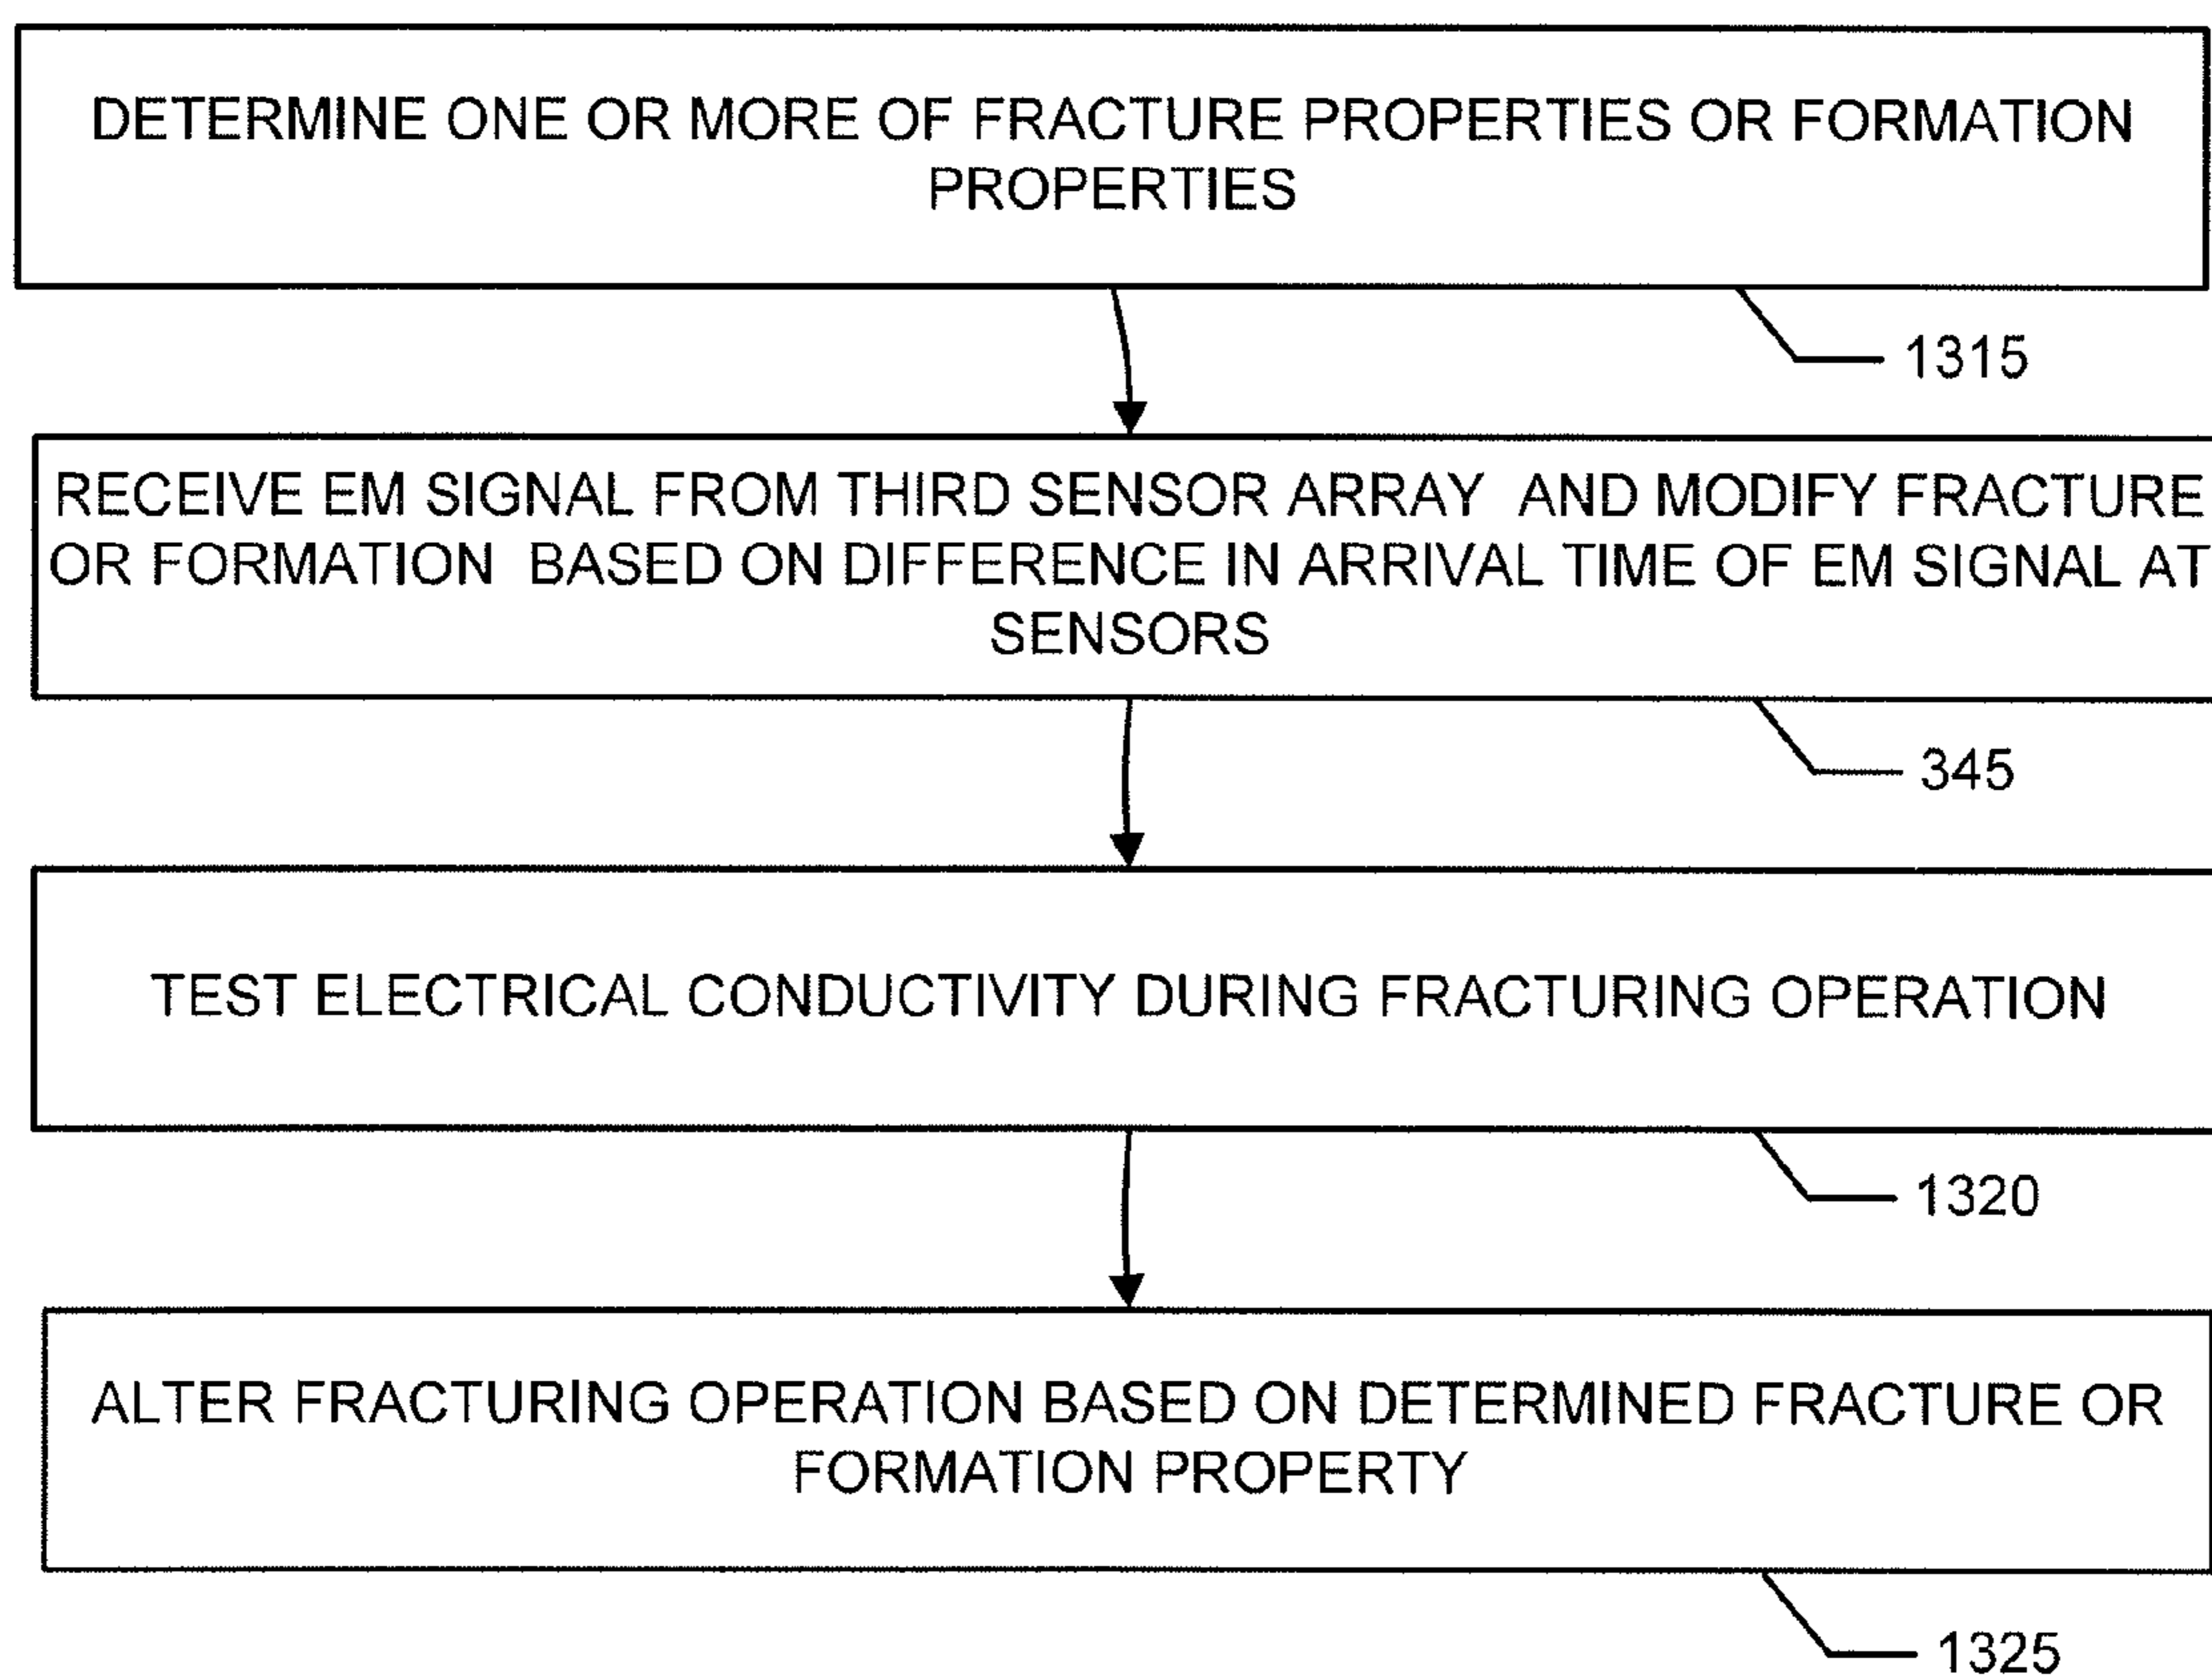 DETERMINE ONE OR MORE OF FRACTURE PROPERTIES OR FORMATION
PROPERTIES
1315
RECEIVE EM SIGNAL FROM THIRD SENSOR ARRAY AND MODIFY FRACTURE
OR FORMATION BASED ON DIFFERENCE IN ARRIVAL TIME OF EM SIGNAL AT
SENSORS
345
TEST ELECTRICAL CONDUCTIVITY DURING FRACTURING OPERATION
1320
ALTER FRACTURING OPERATION BASED ON DETERMINED FRACTURE OR
FORMATION PROPERTY
1325